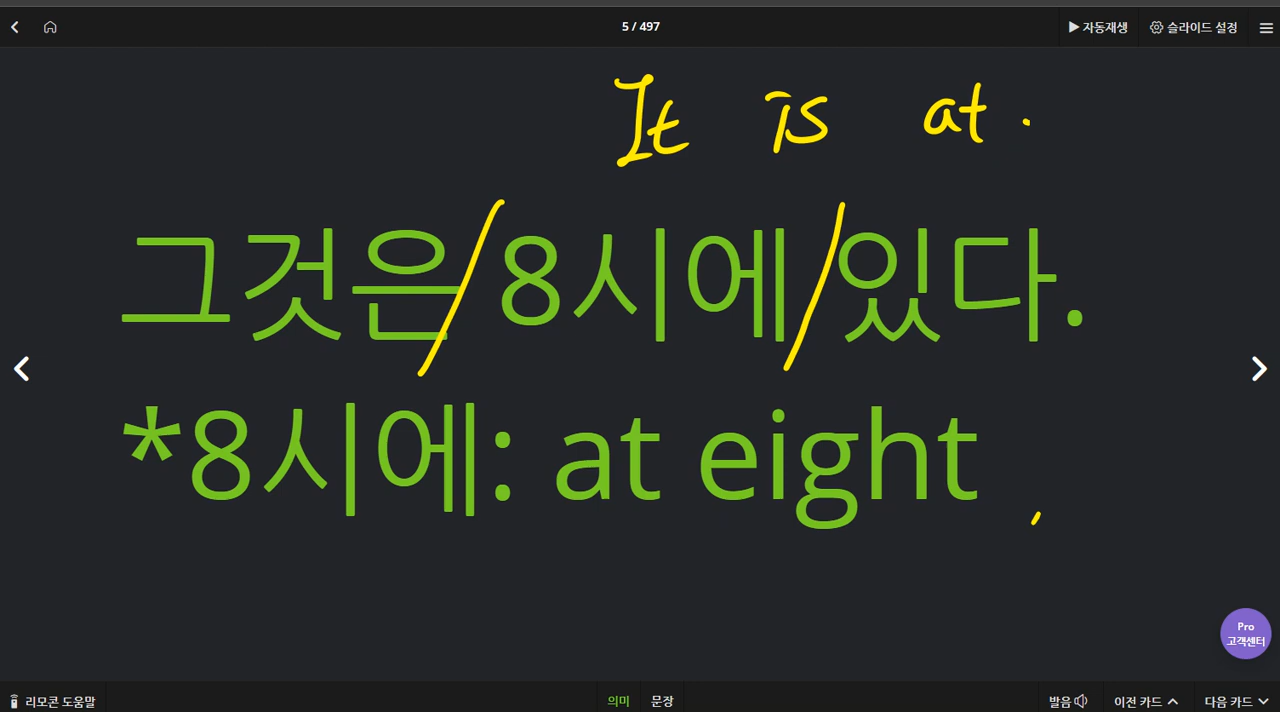 5 / 497
자동재생
슬라이드 설정
It is at.
그것은 8시에 있다.
*8시에: at eight
Pro
고객센터
리모콘 도움말
의미
문장
발음
이전 카드
다음 카드